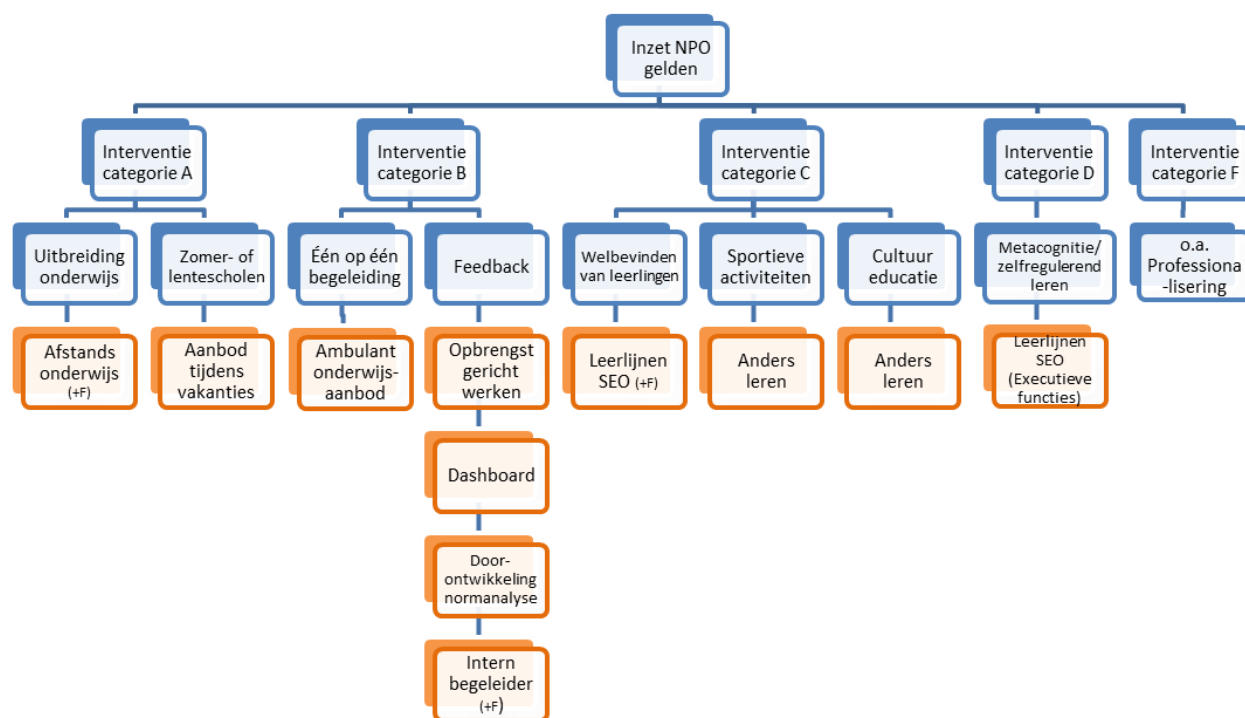 Inzet NPO
gelden
Interventie
categorie A
Interventie
categorie B
Interventie
categorie C
Interventie
categorie D
Interventie
categorie F
Uitbreiding
onderwijs
Zomer- of
lentescholen
Één op één
begeleiding
Feedback
Welbevinden
van leerlingen
Sportieve
activiteiten
Cultuur
educatie
Metacognitie/
zelfregulerend
leren
o.a.
Professiona
-lisering
Afstands
onderwijs
(+F)
Aanbod
tijdens
vakanties
Ambulant
onderwijs-
aanbod
Opbrengst
gericht
werken
Leerlijnen
SEO (+F)
Anders
leren
Anders
leren
Leerlijnen
SEO
(Executieve
functies)
Dashboard
Door-
ontwikkeling
normanalyse
Intern
begeleider
(+F)